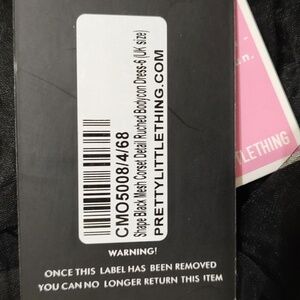 CMO5008/4/68
Shape Black Mesh Corset Detail Ruched Bodycon Dress-6 (UK size)
PRETTYLITTLETHING.COM
WARNING!
ONCE THIS LABEL HAS BEEN REMOVED
YOU CAN NO LONGER RETURN THIS ITEM
TLETHING